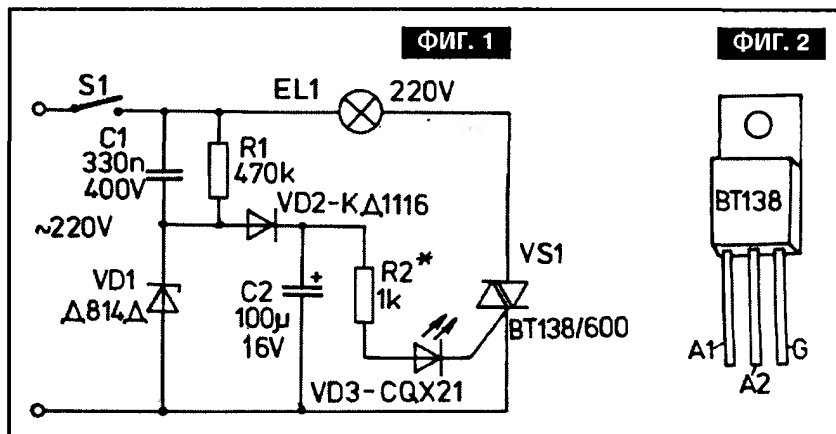 ФИГ. 1
S1
EL1
220V
C1
330n
400V
R1
470k
VD2-КД1116
~220V
VD1
Д814Д
C2
100µ
16V
R2*
1k
VS1
BT138/600
VD3-CQX21
ФИГ. 2
BT138
A1
A2
G